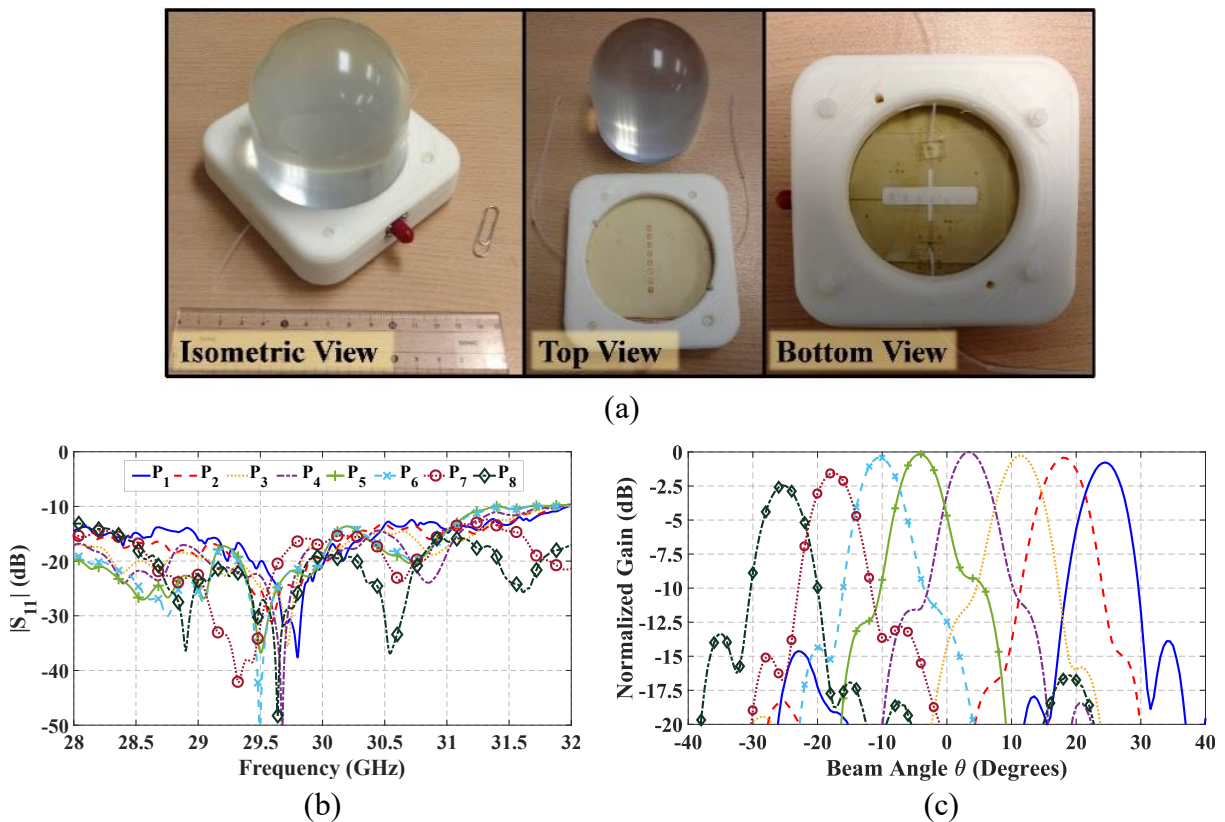 Isometric View
Top View
Bottom View
(a)
0
-10
-20
-30
-40
-50
|S₁₁| (dB)
P₁ P₂ P₃ P₄ P₅ P₆ P₇ P₈
28 28.5 29 29.5 30 30.5 31 31.5 32
Frequency (GHz)
(b)
0
-2.5
-5
-7.5
-10
-12.5
-15
-17.5
-20
Normalized Gain (dB)
-40 -30 -20 -10 0 10 20 30 40
Beam Angle θ (Degrees)
(c)